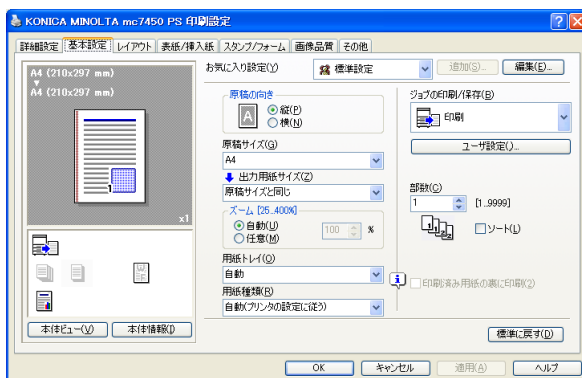 KONICA MINOLTA mc7450 PS 印刷設定
詳細設定 基本設定 レイアウト 表紙/挿入紙 スタンプ/フォーム 画像品質 その他
A4 (210x297 mm)
A4 (210x297 mm)
1
x1
本体ビュー(V) 本体情報(I)
お気に入り設定(Y) 標準設定 追加(S)... 編集(E)...
原稿の向き
A 縦(P)
横(N)
原稿サイズ(G)
A4
出力用紙サイズ(Z)
原稿サイズと同じ
ズーム [25..400%]
自動(U)
任意(M)
100 %
用紙トレイ(O)
自動
用紙種類(R)
自動(プリンタの設定に従う)
ジョブの印刷/保存(B)
印刷
ユーザ設定(J)...
部数(C)
1 [1..9999]
ソート(L)
印刷済み用紙の裏に印刷(2)
標準に戻す(D)
OK キャンセル 適用(A) ヘルプ